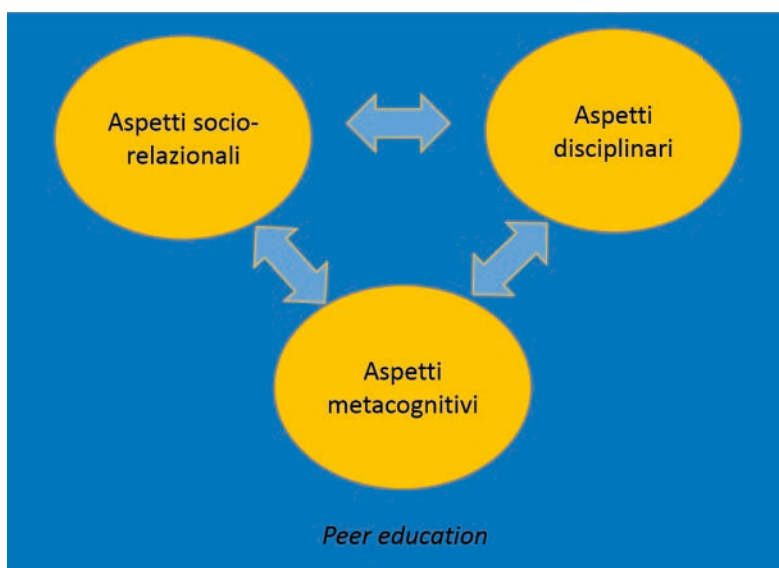 Aspetti socio-
relazionali
Aspetti
disciplinari
Aspetti
metacognitivi
Peer education